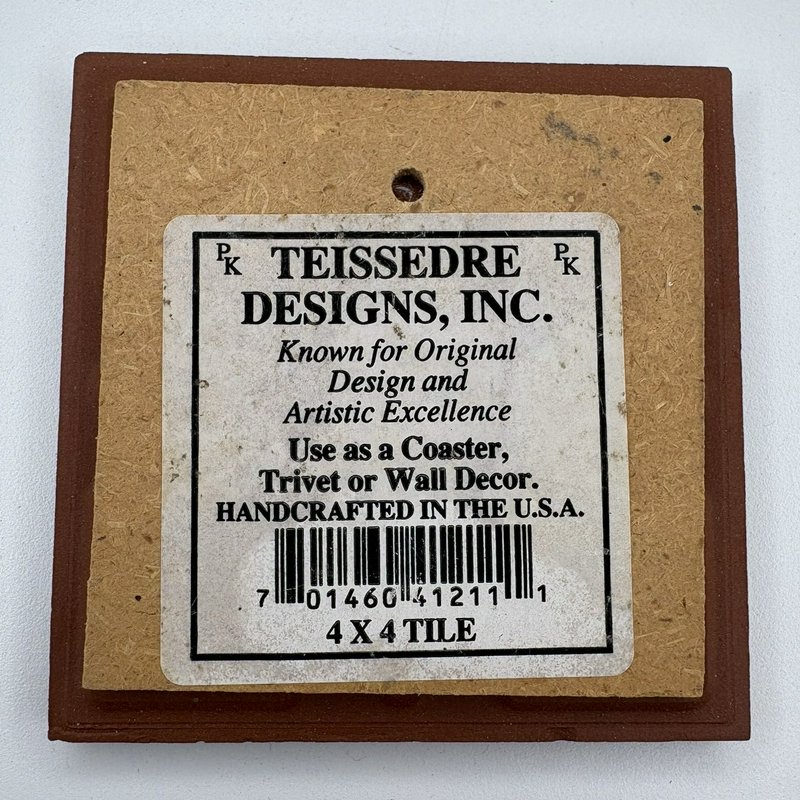 PK TEISSEDRE PK
DESIGNS, INC.
Known for Original
Design and
Artistic Excellence
Use as a Coaster,
Trivet or Wall Decor.
HANDCRAFTED IN THE U.S.A.
7 01460 41211 1
4 X 4 TILE